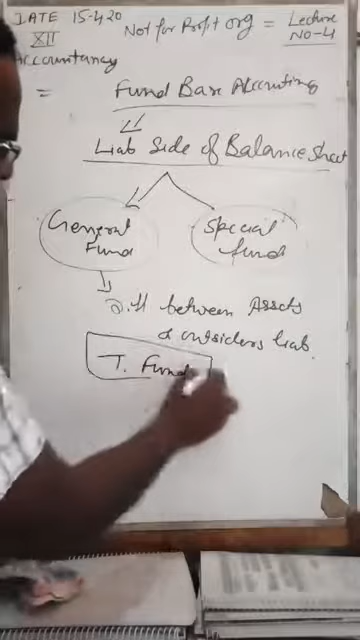 DATE 15-4-20
XII
Accountancy
Not for Profit Org = Lecture
NO-4
= Fund Base Accounting
Liab Side of Balance Sheet
General
Fund
Special
fund
Diff between Assets
& outsiders liab.
T. Fund